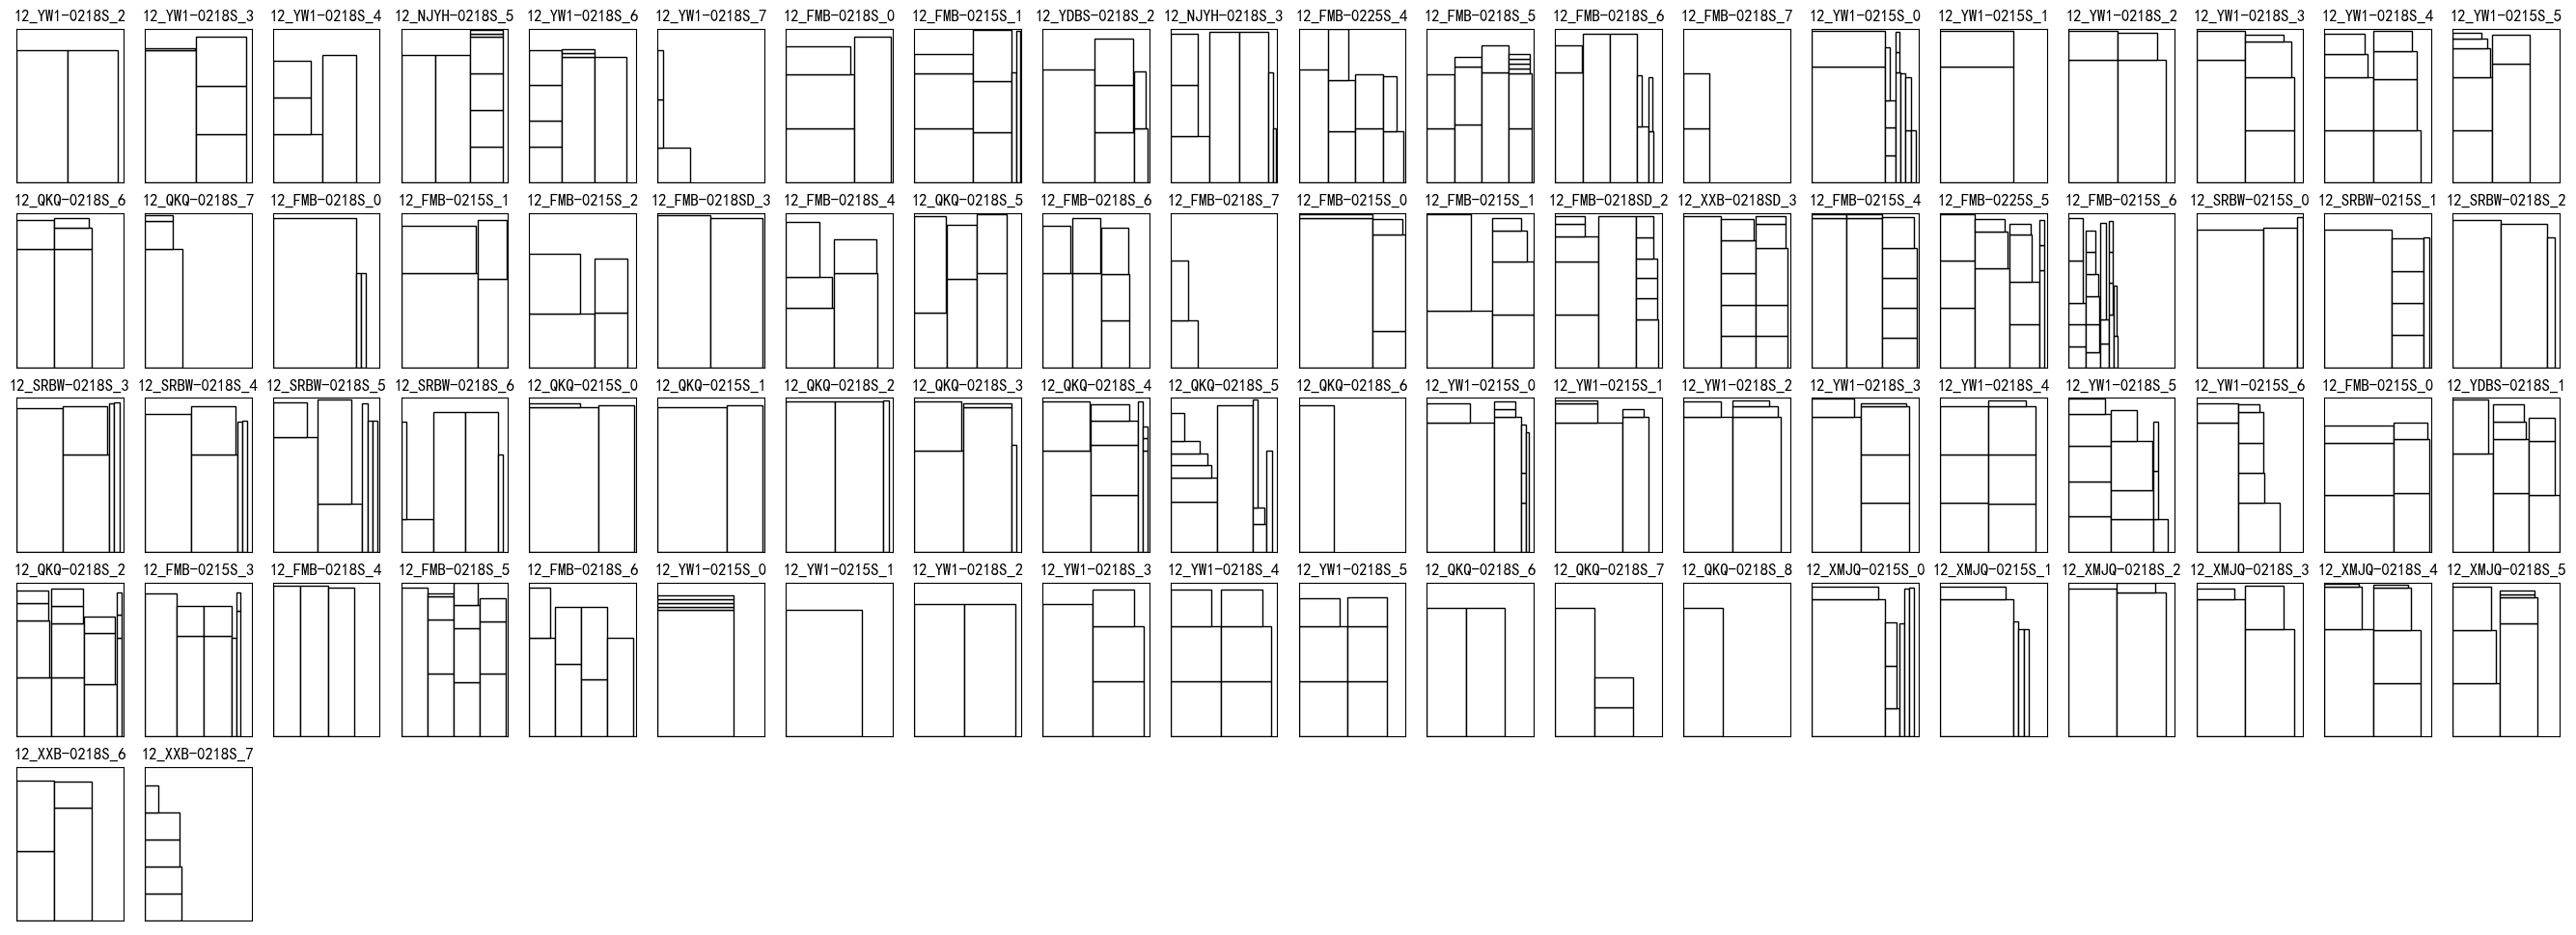 12_YW1-0218S_2 12_YW1-0218S_3 12_YW1-0218S_4 12_NJYH-0218S_5 12_YW1-0218S_6 12_YW1-0218S_7 12_FMB-0218S_0 12_FMB-0215S_1 12_YDBS-0218S_2 12_NJYH-0218S_3 12_FMB-0225S_4 12_FMB-0218S_5 12_FMB-0218S_6 12_FMB-0218S_7 12_YW1-0215S_0 12_YW1-0215S_1 12_YW1-0218S_2 12_YW1-0218S_3 12_YW1-0218S_4 12_YW1-0215S_5
12_QKQ-0218S_6 12_QKQ-0218S_7 12_FMB-0218S_0 12_FMB-0215S_1 12_FMB-0215S_2 12_FMB-0218SD_3 12_FMB-0218S_4 12_QKQ-0218S_5 12_FMB-0218S_6 12_FMB-0218S_7 12_FMB-0215S_0 12_FMB-0215S_1 12_FMB-0218SD_2 12_XXB-0218SD_3 12_FMB-0215S_4 12_FMB-0225S_5 12_FMB-0215S_6 12_SRBW-0215S_0 12_SRBW-0215S_1 12_SRBW-0218S_2
12_SRBW-0218S_3 12_SRBW-0218S_4 12_SRBW-0218S_5 12_SRBW-0218S_6 12_QKQ-0215S_0 12_QKQ-0215S_1 12_QKQ-0218S_2 12_QKQ-0218S_3 12_QKQ-0218S_4 12_QKQ-0218S_5 12_QKQ-0218S_6 12_YW1-0215S_0 12_YW1-0215S_1 12_YW1-0218S_2 12_YW1-0218S_3 12_YW1-0218S_4 12_YW1-0218S_5 12_YW1-0215S_6 12_FMB-0215S_0 12_YDBS-0218S_1
12_QKQ-0218S_2 12_FMB-0215S_3 12_FMB-0218S_4 12_FMB-0218S_5 12_FMB-0218S_6 12_YW1-0215S_0 12_YW1-0215S_1 12_YW1-0218S_2 12_YW1-0218S_3 12_YW1-0218S_4 12_YW1-0218S_5 12_QKQ-0218S_6 12_QKQ-0218S_7 12_QKQ-0218S_8 12_XMJQ-0215S_0 12_XMJQ-0215S_1 12_XMJQ-0218S_2 12_XMJQ-0218S_3 12_XMJQ-0218S_4 12_XMJQ-0218S_5
12_XXB-0218S_6 12_XXB-0218S_7